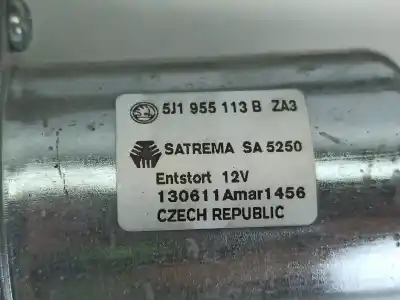 5J1 955 113 B ZA3
SATREMA SA 5250
Entstort 12V
130611Amar1456
CZECH REPUBLIC